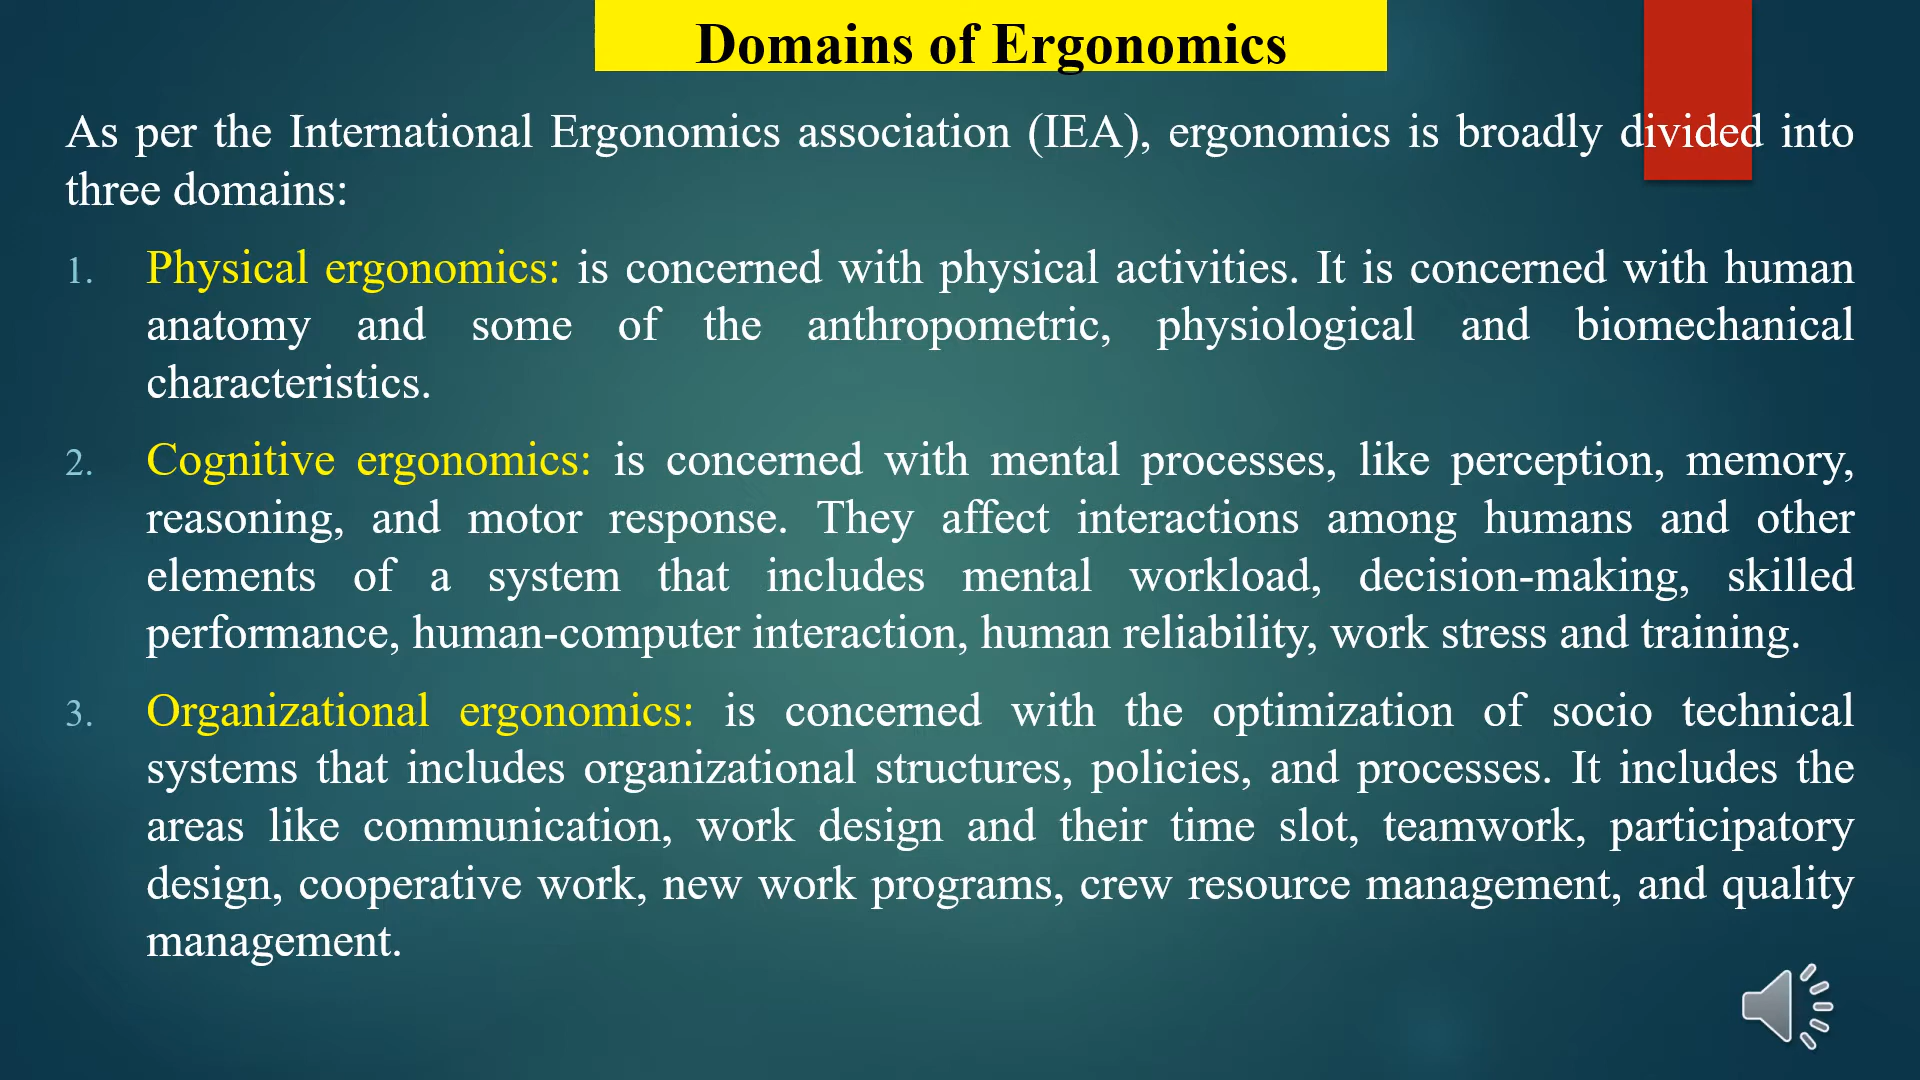 Domains of Ergonomics
As per the International Ergonomics association (IEA), ergonomics is broadly divided into
three domains:
1. Physical ergonomics: is concerned with physical activities. It is concerned with human
anatomy and some of the anthropometric, physiological and biomechanical
characteristics.
2. Cognitive ergonomics: is concerned with mental processes, like perception, memory,
reasoning, and motor response. They affect interactions among humans and other
elements of a system that includes mental workload, decision-making, skilled
performance, human-computer interaction, human reliability, work stress and training.
3. Organizational ergonomics: is concerned with the optimization of socio technical
systems that includes organizational structures, policies, and processes. It includes the
areas like communication, work design and their time slot, teamwork, participatory
design, cooperative work, new work programs, crew resource management, and quality
management.